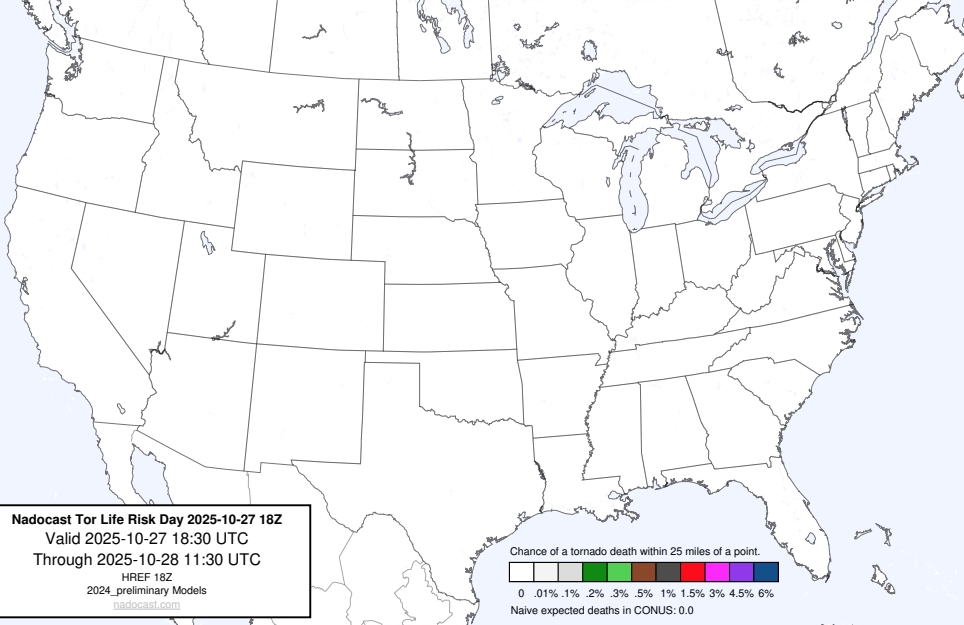 Nadocast Tor Life Risk Day 2025-10-27 18Z
Valid 2025-10-27 18:30 UTC
Through 2025-10-28 11:30 UTC
HREF 18Z
2024_preliminary Models
nadocast.com
Chance of a tornado death within 25 miles of a point.
0 .01% .1% .2% .3% .5% 1% 1.5% 3% 4.5% 6%
Naive expected deaths in CONUS: 0.0